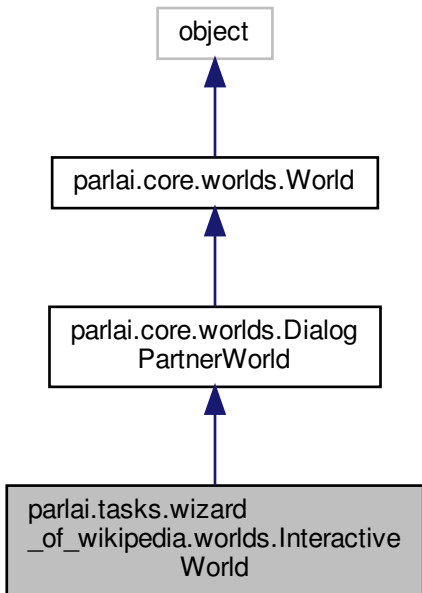 object
parlai.core.worlds.World
parlai.core.worlds.Dialog
PartnerWorld
parlai.tasks.wizard
_of_wikipedia.worlds.Interactive
World